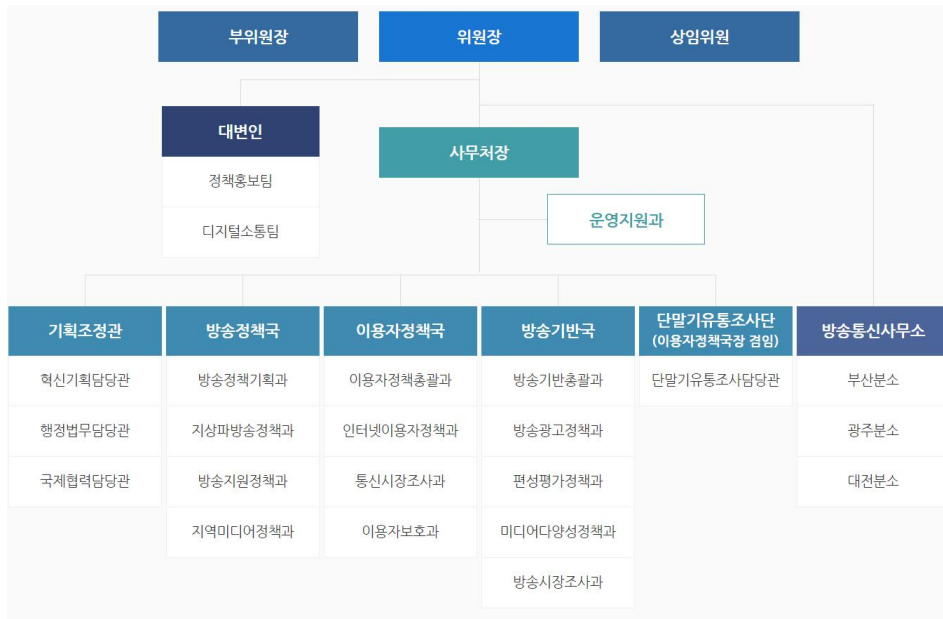 부위원장
위원장
상임위원
대변인
정책홍보팀
디지털소통팀
사무처장
운영지원과
기획조정관
혁신기획담당관
행정법무담당관
국제협력담당관
방송정책국
방송정책기획과
지상파방송정책과
방송지원정책과
지역미디어정책과
이용자정책국
이용자정책총괄과
인터넷이용자정책과
통신시장조사과
이용자보호과
방송기반국
방송기반총괄과
방송광고정책과
편성평가정책과
미디어다양성정책과
방송시장조사과
단말기유통조사단
(이용자정책국장 겸임)
단말기유통조사담당관
방송통신사무소
부산분소
광주분소
대전분소